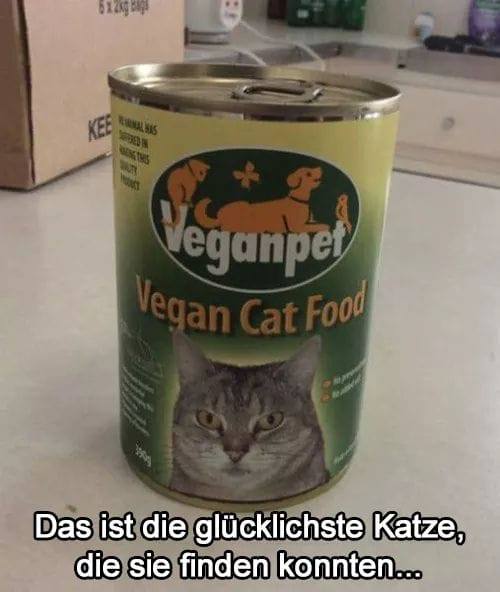 6 x 2kg Bags
KEE
NO ANIMAL HAS
SUFFERED IN
MAKING THIS
QUALITY
PRODUCT
Veganpet
Vegan Cat Food
390g
Das ist die glücklichste Katze,
die sie finden konnten...